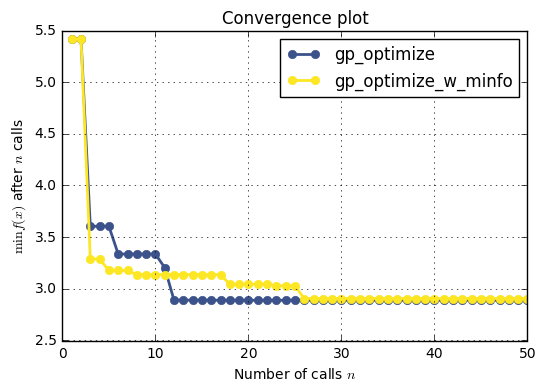 Convergence plot
gp_optimize
gp_optimize_w_minfo
5.5
5.0
4.5
4.0
3.5
3.0
2.5
min f(x) after n calls
0 10 20 30 40 50
Number of calls n